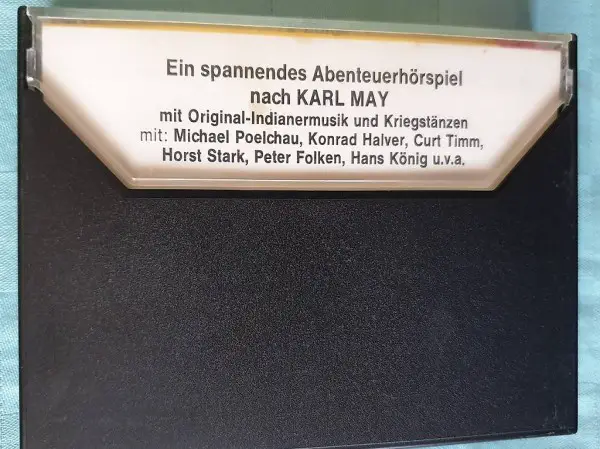 Ein spannendes Abenteuerhörspiel
nach KARL MAY
mit Original-Indianermusik und Kriegstänzen
mit: Michael Poelchau, Konrad Halver, Curt Timm,
Horst Stark, Peter Folken, Hans König u.v.a.